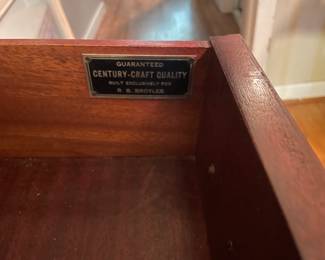 GUARANTEED
CENTURY-CRAFT QUALITY
BUILT EXCLUSIVELY FOR
BROYLES